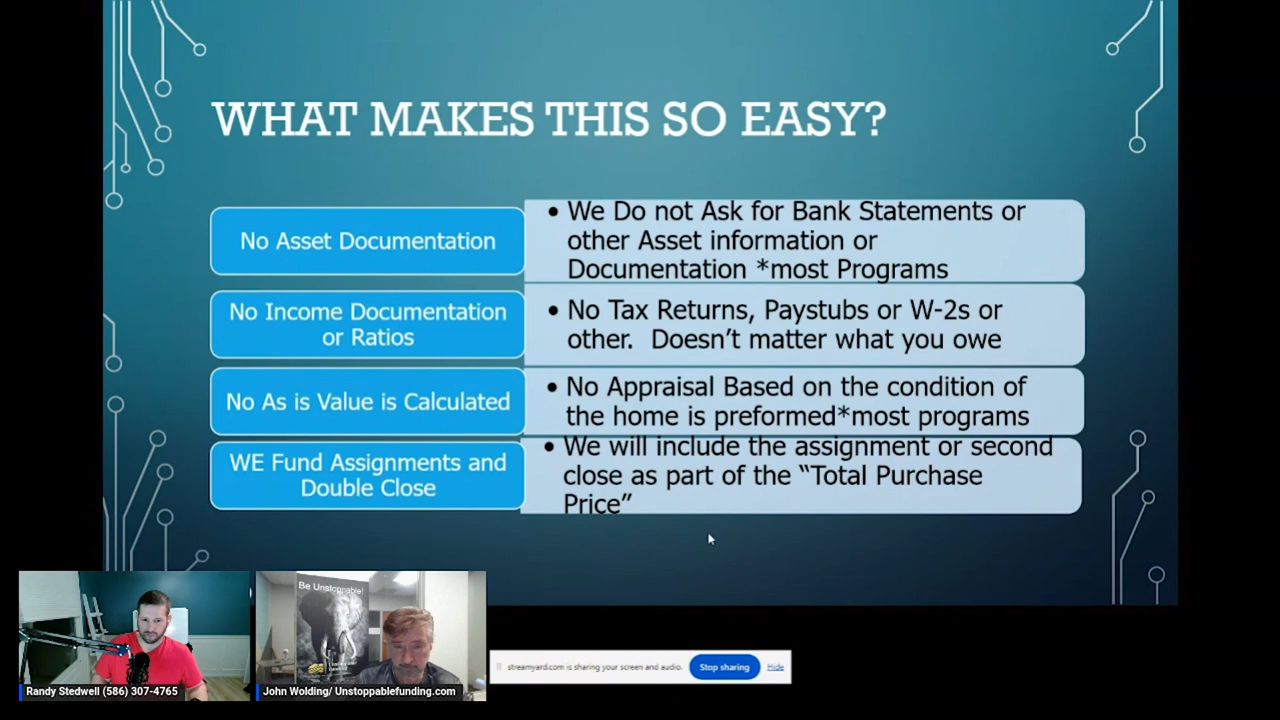 WHAT MAKES THIS SO EASY?
No Asset Documentation
• We Do not Ask for Bank Statements or
other Asset information or
Documentation *most Programs
No Income Documentation
or Ratios
• No Tax Returns, Paystubs or W-2s or
other. Doesn’t matter what you owe
No As is Value is Calculated
• No Appraisal Based on the condition of
the home is preformed*most programs
WE Fund Assignments and
Double Close
• We will include the assignment or second
close as part of the “Total Purchase
Price”
Be Unstoppable!
Randy Stedwell (586) 307-4765
John Wolding/ Unstoppablefunding.com
streamyard.com is sharing your screen and audio.
Stop sharing
Hide